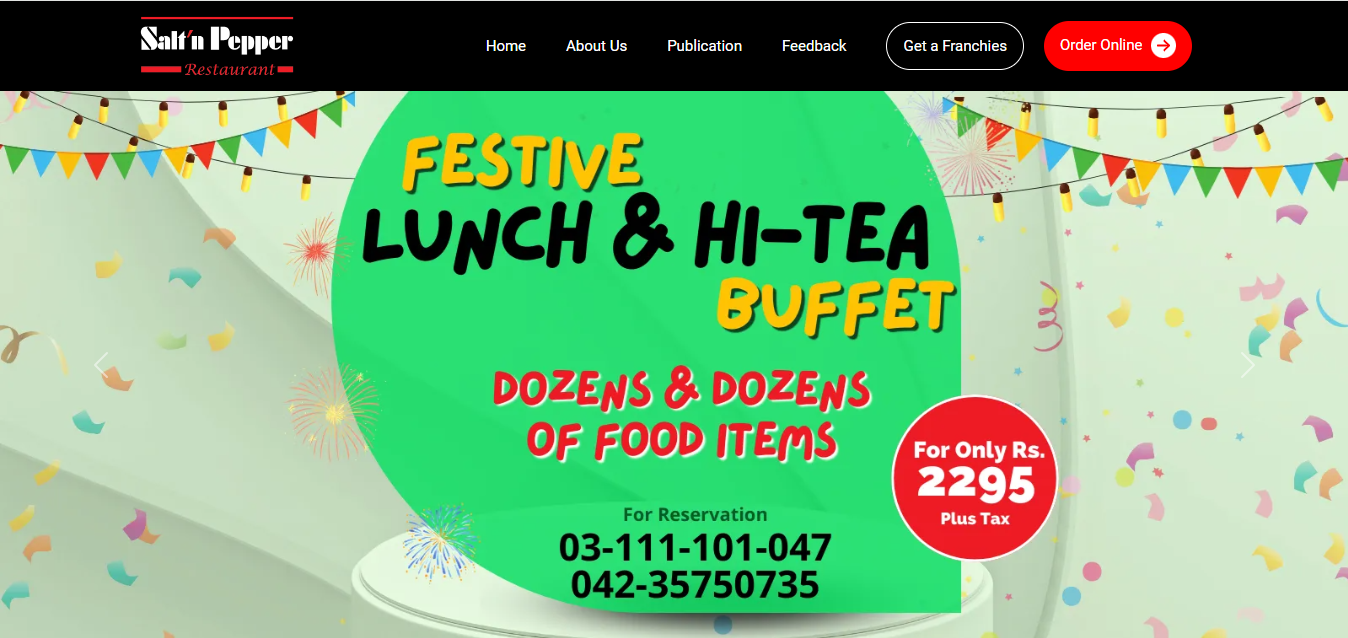 Salt'n Pepper
Restaurant
Home
About Us
Publication
Feedback
Get a Franchies
Order Online
FESTIVE
LUNCH & HI-TEA
BUFFET
DOZENS & DOZENS
OF FOOD ITEMS
For Only Rs.
2295
Plus Tax
For Reservation
03-111-101-047
042-35750735